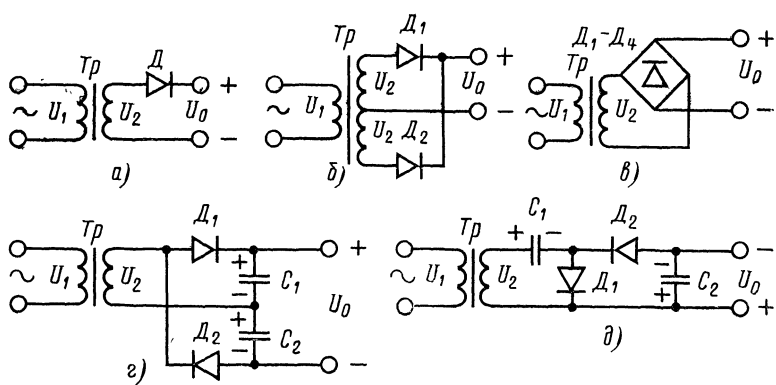 Тр Д + ~ U1 U2 U0 − а)
Тр Д1 + ~ U1 U2 U0 − U2 Д2 б)
Д1-Д4 + Тр ~ U1 U2 U0 − в)
Тр Д1 + ~ U1 U2 + − C1 U0 + − C2 Д2 − г)
Тр C1 + − Д2 − ~ U1 U2 Д1 − + C2 U0 + д)